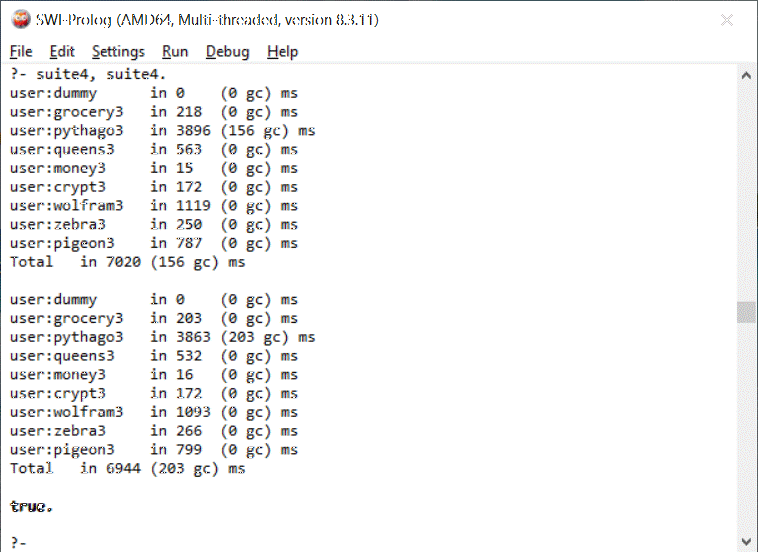 SWI-Prolog (AMD64, Multi-threaded, version 8.3.11)
File Edit Settings Run Debug Help
?- suite4, suite4.
user:dummy      in 0    (0 gc) ms
user:grocery3   in 218  (0 gc) ms
user:pythago3   in 3896 (156 gc) ms
user:queens3    in 563  (0 gc) ms
user:money3     in 15   (0 gc) ms
user:crypt3     in 172  (0 gc) ms
user:wolfram3   in 1119 (0 gc) ms
user:zebra3     in 250  (0 gc) ms
user:pigeon3    in 787  (0 gc) ms
Total   in 7020 (156 gc) ms

user:dummy      in 0    (0 gc) ms
user:grocery3   in 203  (0 gc) ms
user:pythago3   in 3863 (203 gc) ms
user:queens3    in 532  (0 gc) ms
user:money3     in 16   (0 gc) ms
user:crypt3     in 172  (0 gc) ms
user:wolfram3   in 1093 (0 gc) ms
user:zebra3     in 266  (0 gc) ms
user:pigeon3    in 799  (0 gc) ms
Total   in 6944 (203 gc) ms

true.

?-